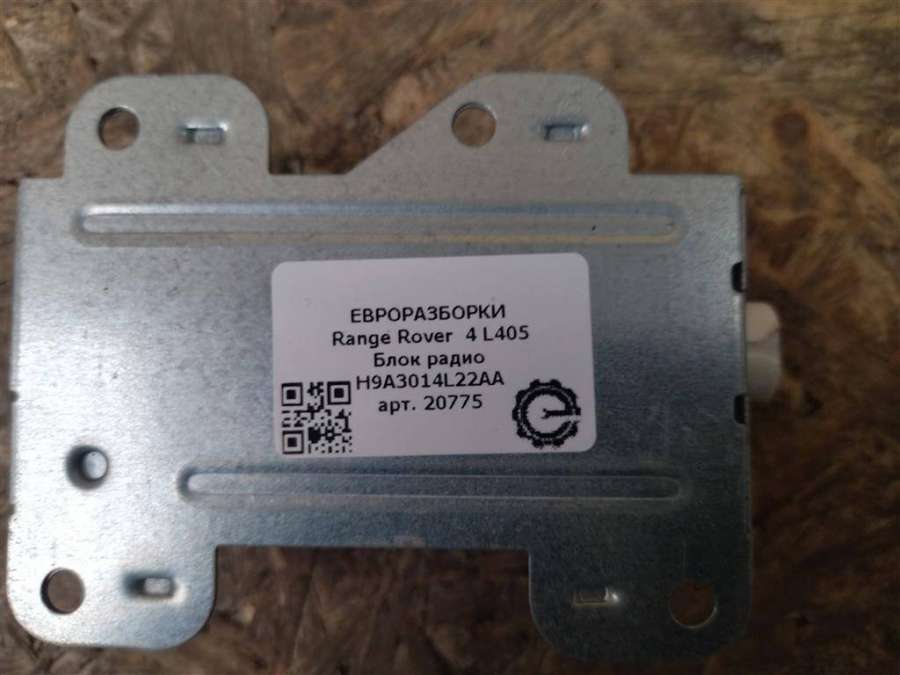 ЕВРОРАЗБОРКИ
Range Rover 4 L405
Блок радио
H9A3014L22AA
арт. 20775